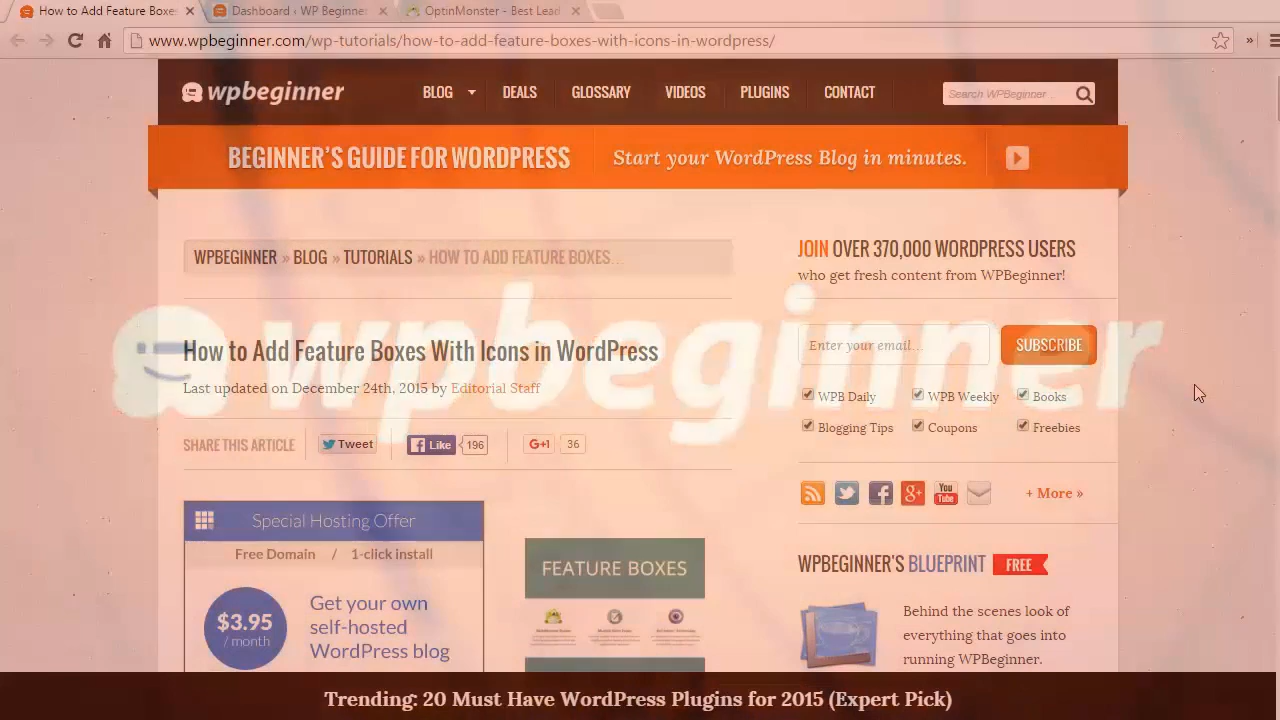 How to Add Feature Boxe
Dashboard ‹ WP Beginner
OptinMonster - Best Lead
www.wpbeginner.com/wp-tutorials/how-to-add-feature-boxes-with-icons-in-wordpress/
wpbeginner
BLOG
DEALS
GLOSSARY
VIDEOS
PLUGINS
CONTACT
Search WPBeginner ...
BEGINNER'S GUIDE FOR WORDPRESS
Start your WordPress Blog in minutes.
WPBEGINNER » BLOG » TUTORIALS » HOW TO ADD FEATURE BOXES...
JOIN OVER 370,000 WORDPRESS USERS
who get fresh content from WPBeginner!
wpbeginner
How to Add Feature Boxes With Icons in WordPress
Last updated on December 24th, 2015 by Editorial Staff
Enter your email...
SUBSCRIBE
WPB Daily
WPB Weekly
Books
Blogging Tips
Coupons
Freebies
SHARE THIS ARTICLE
Tweet
Like
196
G+1
36
You
Tube
+ More »
Special Hosting Offer
Free Domain / 1-click install
$3.95
/ month
Get your own
self-hosted
WordPress blog
FEATURE BOXES
WPBEGINNER'S BLUEPRINT
FREE
Behind the scenes look of
everything that goes into
running WPBeginner.
Trending: 20 Must Have WordPress Plugins for 2015 (Expert Pick)